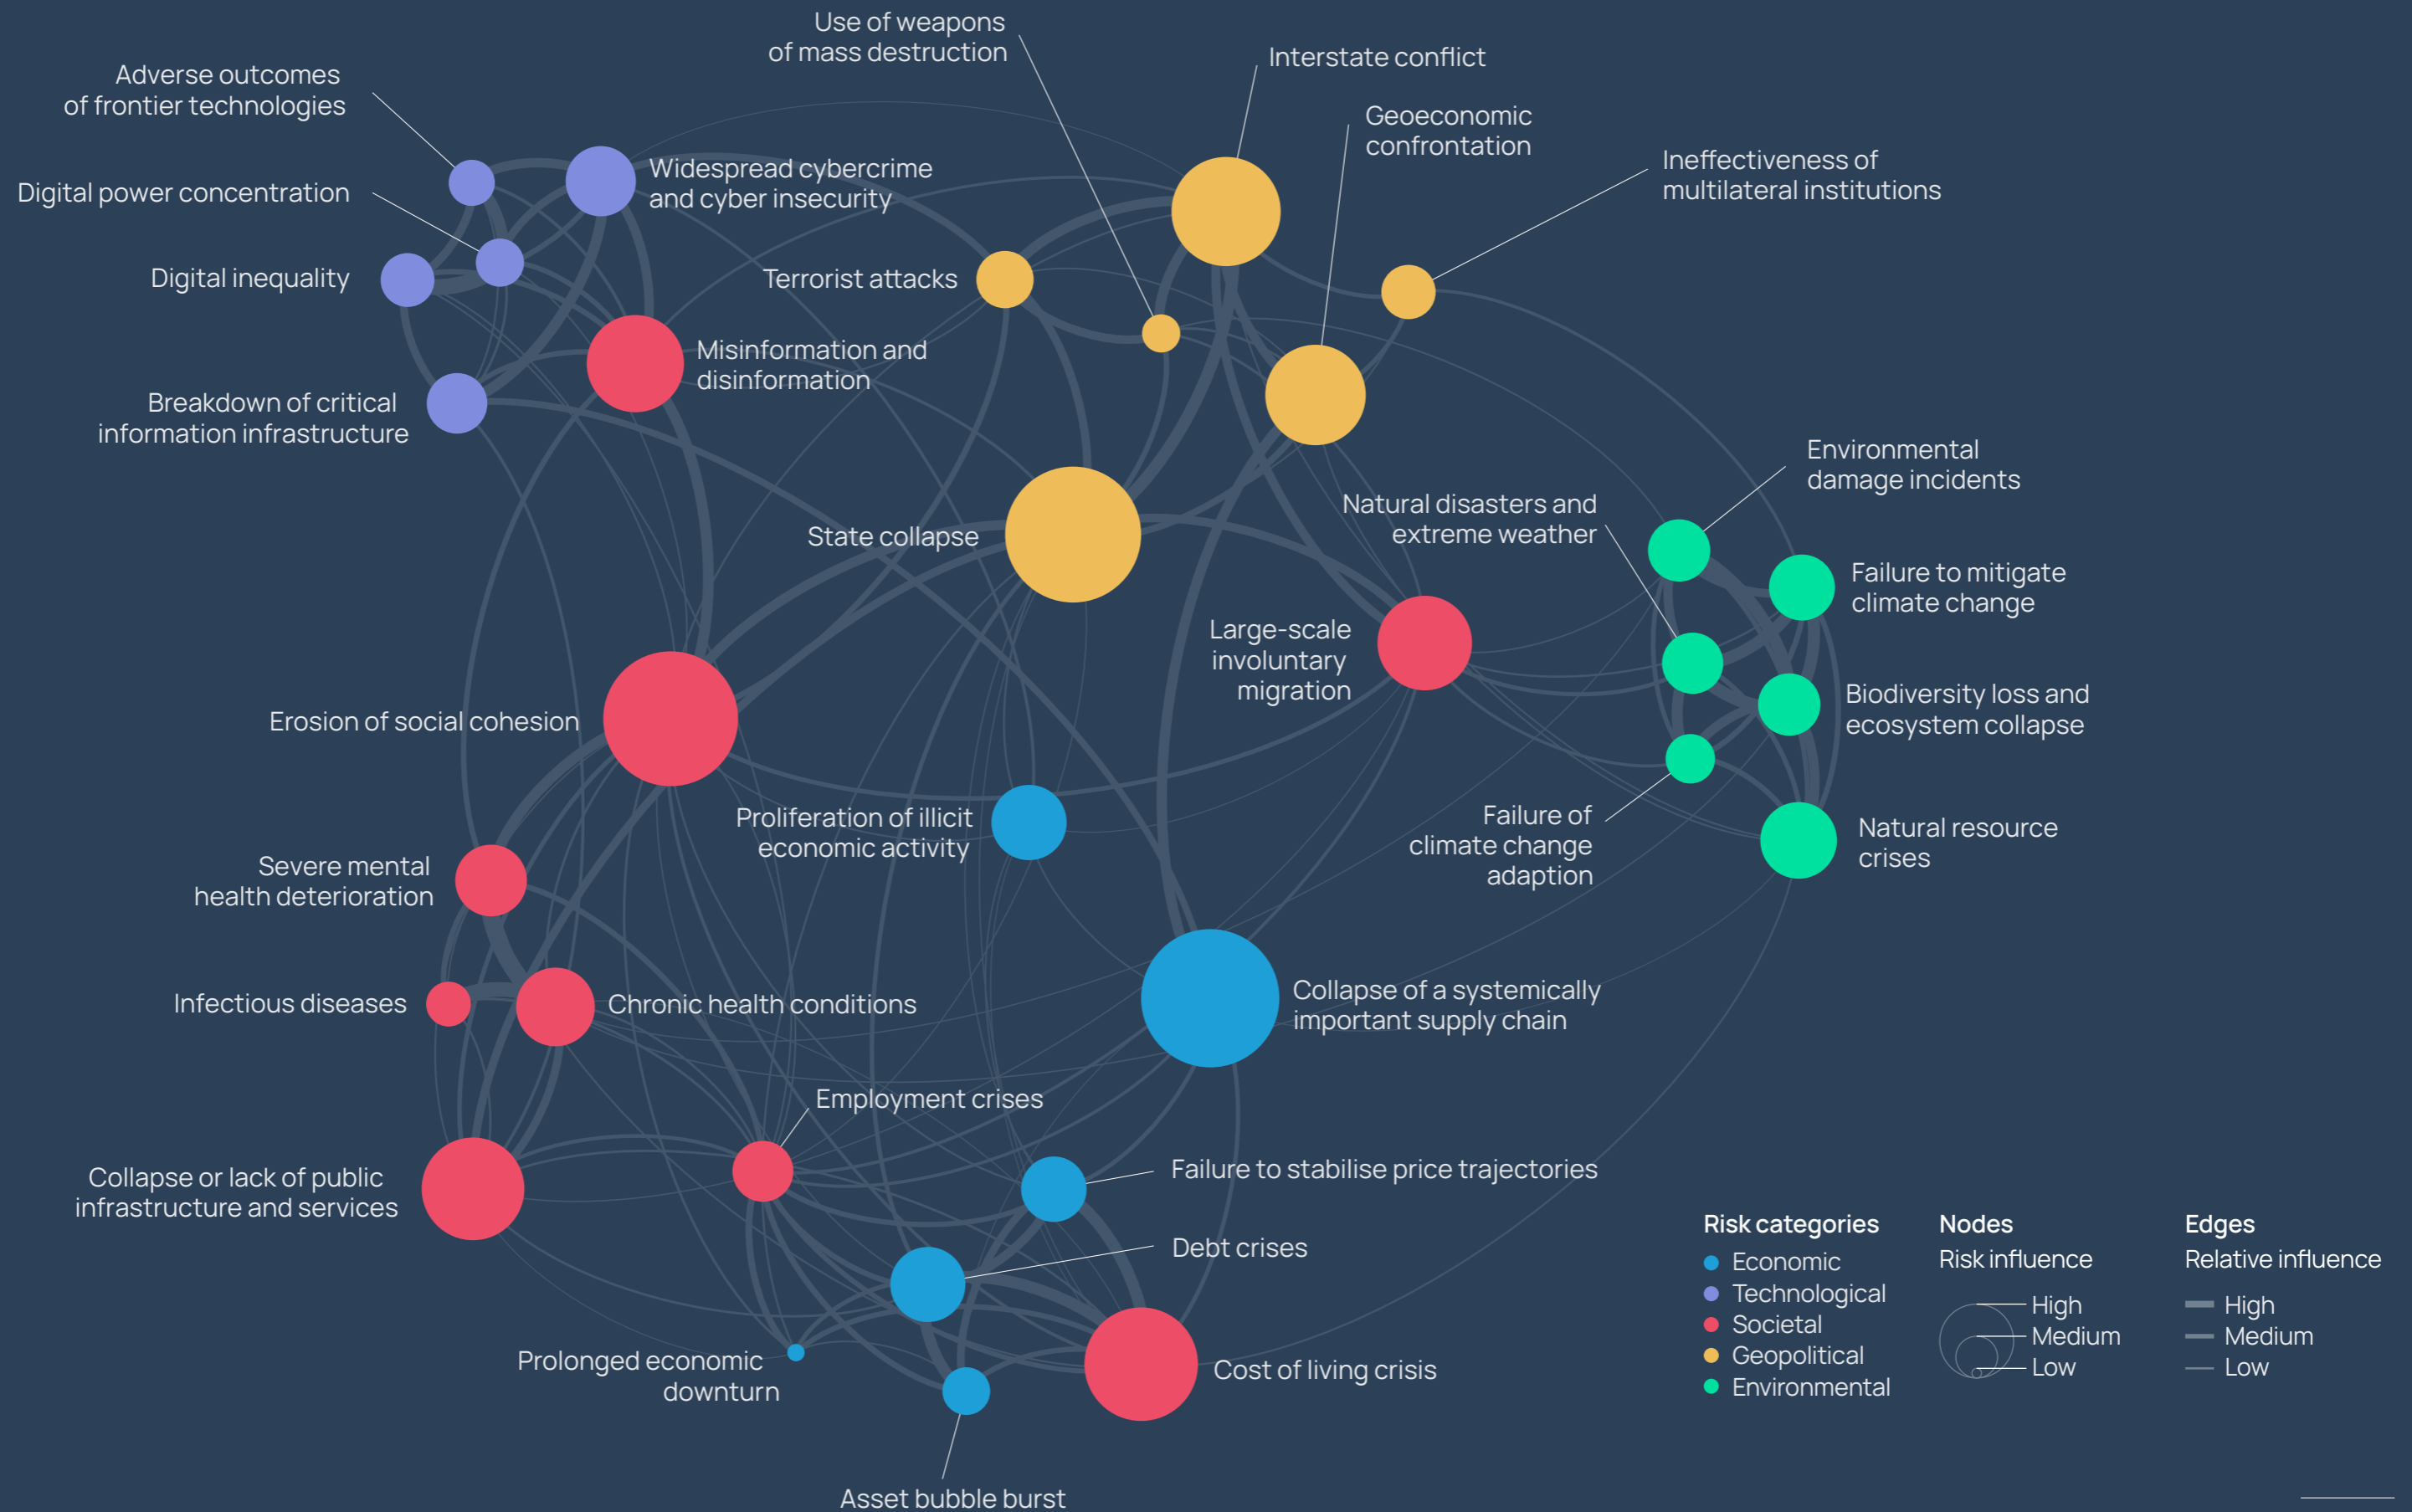 Use of weapons
of mass destruction
Interstate conflict
Adverse outcomes
of frontier technologies
Geoeconomic
confrontation
Ineffectiveness of
multilateral institutions
Widespread cybercrime
and cyber insecurity
Digital power concentration
Digital inequality
Terrorist attacks
Misinformation and
disinformation
Breakdown of critical
information infrastructure
Environmental
damage incidents
Natural disasters and
extreme weather
State collapse
Failure to mitigate
climate change
Large-scale
involuntary
migration
Erosion of social cohesion
Biodiversity loss and
ecosystem collapse
Proliferation of illicit
economic activity
Failure of
climate change
adaption
Natural resource
crises
Severe mental
health deterioration
Infectious diseases
Chronic health conditions
Collapse of a systemically
important supply chain
Employment crises
Collapse or lack of public
infrastructure and services
Failure to stabilise price trajectories
Debt crises
Prolonged economic
downturn
Cost of living crisis
Asset bubble burst
Risk categories
Economic
Technological
Societal
Geopolitical
Environmental
Nodes
Risk influence
High
Medium
Low
Edges
Relative influence
High
Medium
Low